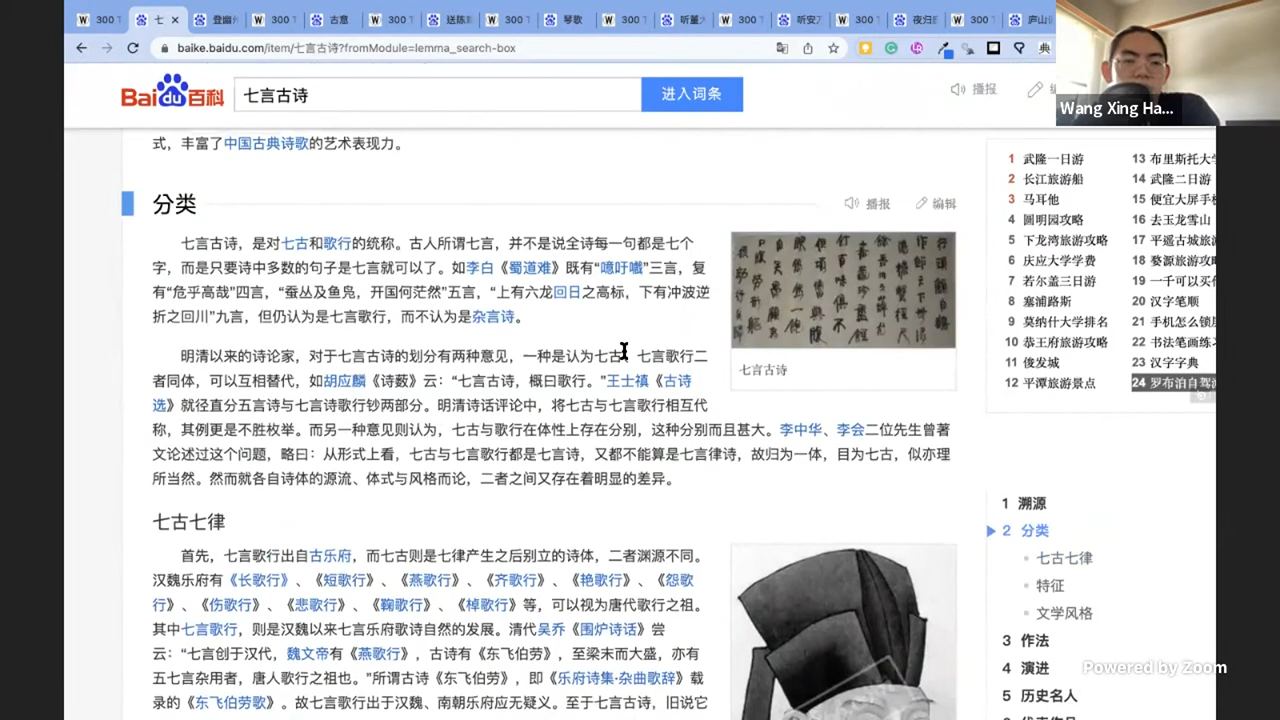 300 T
七
登幽州
300 T
古意
300 T
送陈
300 T
琴歌
300 T
听董
300 T
听安
300 T
夜归
300 T
庐山
baike.baidu.com/item/七言古诗?fromModule=lemma_search-box
Bai du 百科
七言古诗
进入词条
播报
Wang Xing Ha...
式，丰富了中国古典诗歌的艺术表现力。
分类
播报
编辑
七言古诗，是对七古和歌行的统称。古人所谓七言，并不是说全诗每一句都是七个
字，而是只要诗中多数的句子是七言就可以了。如李白《蜀道难》既有“噫吁嚱”三言，复
有“危乎高哉”四言，“蚕丛及鱼凫，开国何茫然”五言，“上有六龙回日之高标，下有冲波逆
折之回川”九言，但仍认为是七言歌行，而不认为是杂言诗。
七言古诗
明清以来的诗论家，对于七言古诗的划分有两种意见，一种是认为七古、七言歌行二
者同体，可以互相替代，如胡应麟《诗薮》云：“七言古诗，概曰歌行。”王士禛《古诗
选》就径直分五言诗与七言诗歌行钞两部分。明清诗话评论中，将七古与七言歌行相互代
称，其例更是不胜枚举。而另一种意见则认为，七古与歌行在体性上存在分别，这种分别而且甚大。李中华、李会二位先生曾著
文论述过这个问题，略曰：从形式上看，七古与七言歌行都是七言诗，又都不能算是七言律诗，故归为一体，目为七古，似亦理
所当然。然而就各自诗体的源流、体式与风格而论，二者之间又存在着明显的差异。
七古七律
首先，七言歌行出自古乐府，而七古则是七律产生之后别立的诗体，二者渊源不同。
汉魏乐府有《长歌行》、《短歌行》、《燕歌行》、《齐歌行》、《艳歌行》、《怨歌
行》、《伤歌行》、《悲歌行》、《鞠歌行》、《棹歌行》等，可以视为唐代歌行之祖。
其中七言歌行，则是汉魏以来七言乐府歌诗自然的发展。清代吴乔《围炉诗话》尝
云：“七言创于汉代，魏文帝有《燕歌行》，古诗有《东飞伯劳》，至梁末而大盛，亦有
五七言杂用者，唐人歌行之祖也。”所谓古诗《东飞伯劳》，即《乐府诗集·杂曲歌辞》载
录的《东飞伯劳歌》。故七言歌行出于汉魏、南朝乐府应无疑义。至于七言古诗，旧说它
1 武隆一日游
2 长江旅游船
3 马耳他
4 圆明园攻略
5 下龙湾旅游攻略
6 庆应大学学费
7 若尔盖三日游
8 塞浦路斯
9 莫纳什大学排名
10 恭王府旅游攻略
11 俊发城
12 平潭旅游景点
13 布里斯托大学
14 武隆二日游
15 便宜大屏手机
16 去玉龙雪山
17 平遥古城旅游
18 婺源旅游攻略
19 一千可以买
20 汉字笔顺
21 手机怎么锁屏
22 书法笔画练习
23 汉字字典
24 罗布泊自驾游
1 溯源
2 分类
七古七律
特征
文学风格
3 作法
4 演进
5 历史名人
Powered by Zoom